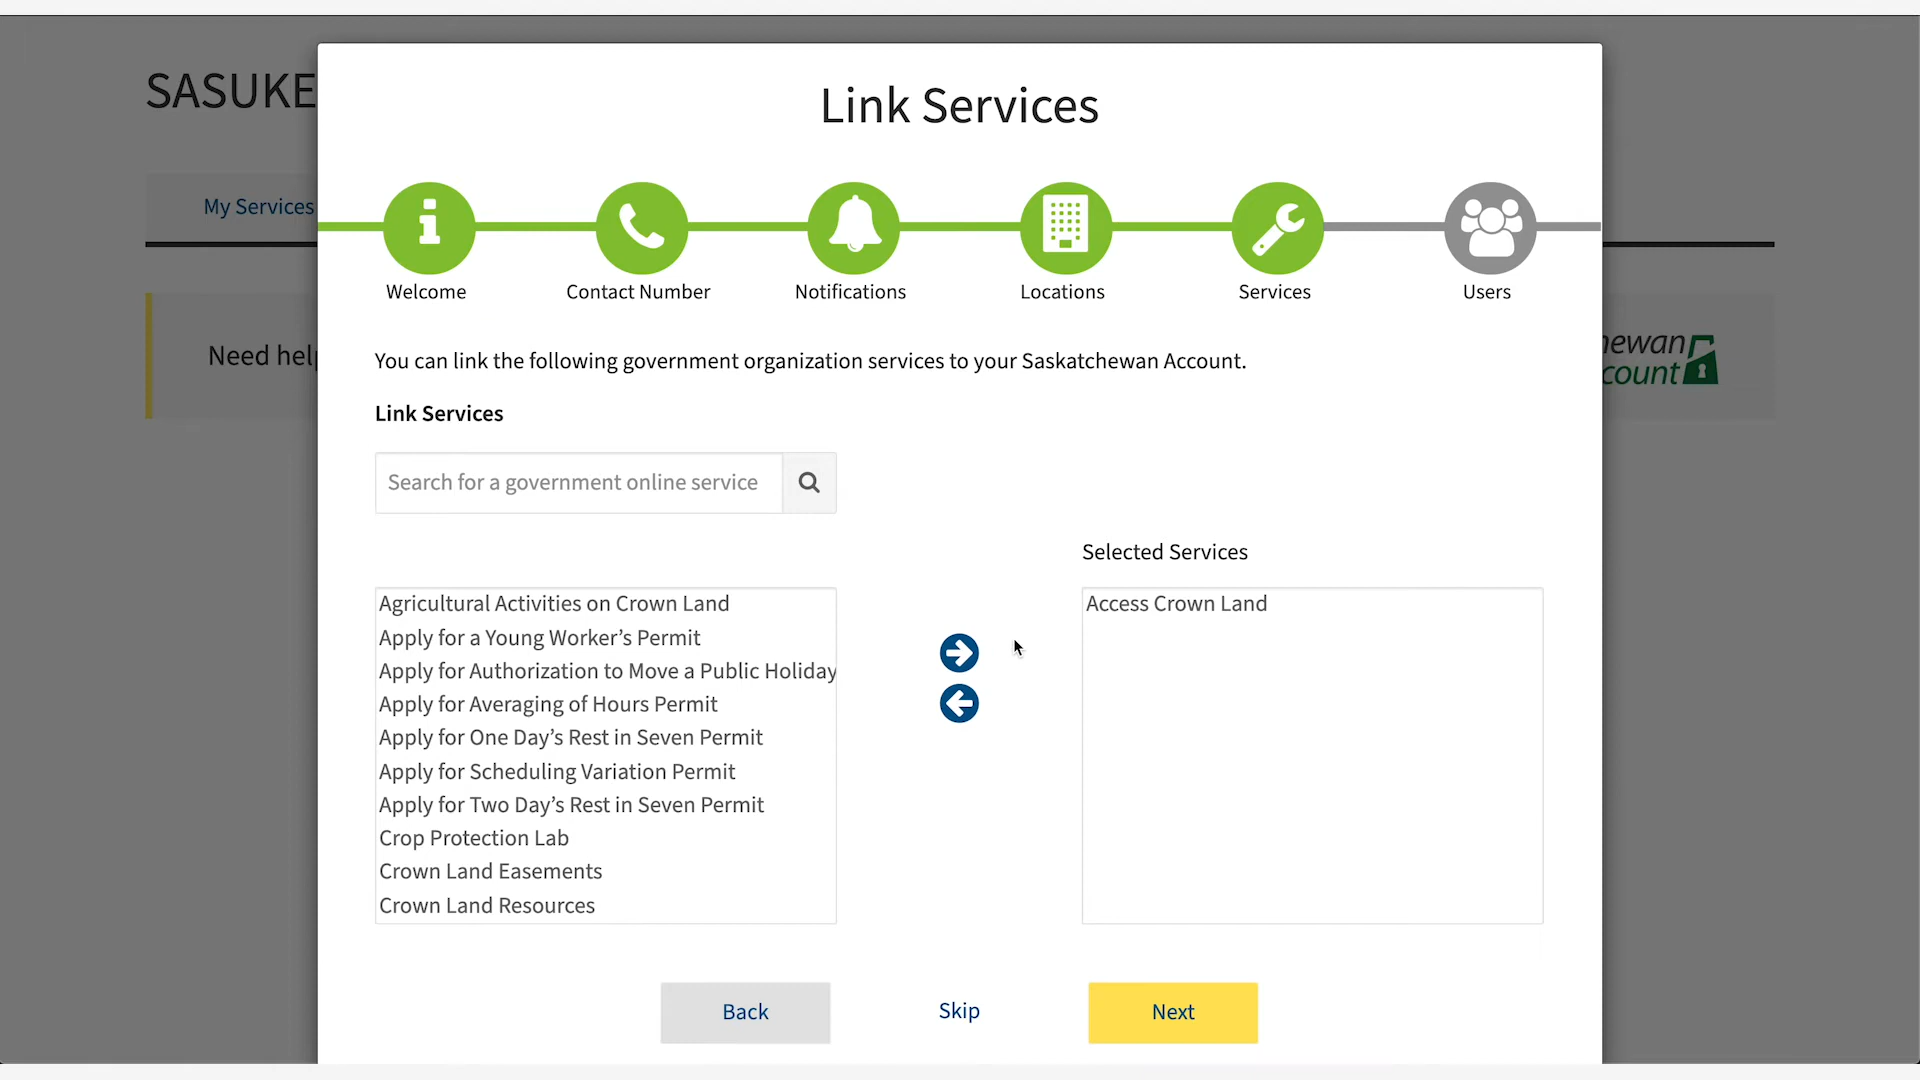 SASUKE
Link Services
My Services
Welcome
Contact Number
Notifications
Locations
Services
Users
Need help
ewan
count
You can link the following government organization services to your Saskatchewan Account.
Link Services
Search for a government online service
Selected Services
Agricultural Activities on Crown Land
Apply for a Young Worker’s Permit
Apply for Authorization to Move a Public Holiday
Apply for Averaging of Hours Permit
Apply for One Day’s Rest in Seven Permit
Apply for Scheduling Variation Permit
Apply for Two Day’s Rest in Seven Permit
Crop Protection Lab
Crown Land Easements
Crown Land Resources
Access Crown Land
Back
Skip
Next